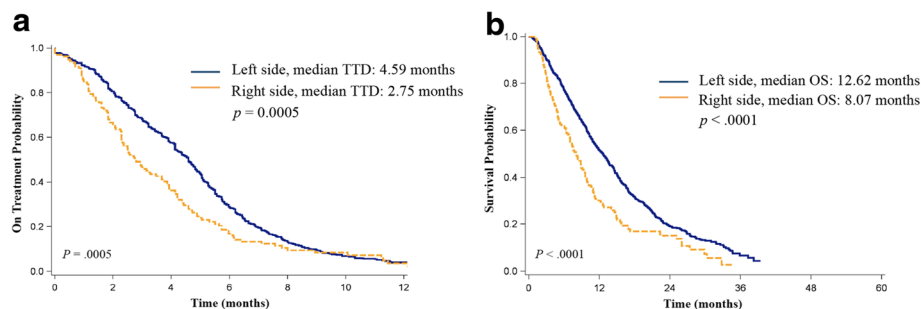 a
On Treatment Probability
1.0
0.8
0.6
0.4
0.2
0.0
Left side, median TTD: 4.59 months
Right side, median TTD: 2.75 months
p = 0.0005
P = .0005
0 2 4 6 8 10 12
Time (months)
b
Survival Probability
1.0
0.8
0.6
0.4
0.2
0.0
Left side, median OS: 12.62 months
Right side, median OS: 8.07 months
p < .0001
P < .0001
0 12 24 36 48 60
Time (months)